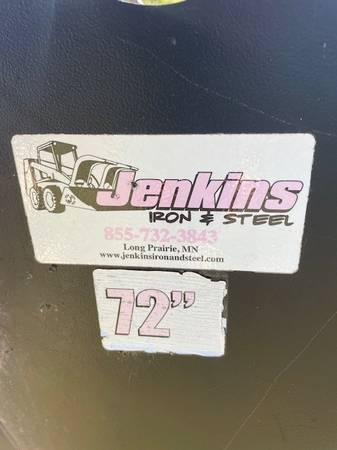 Jenkins
IRON & STEEL
855-732-3843
Long Prairie, MN
www.jenkinsironandsteel.com
72"